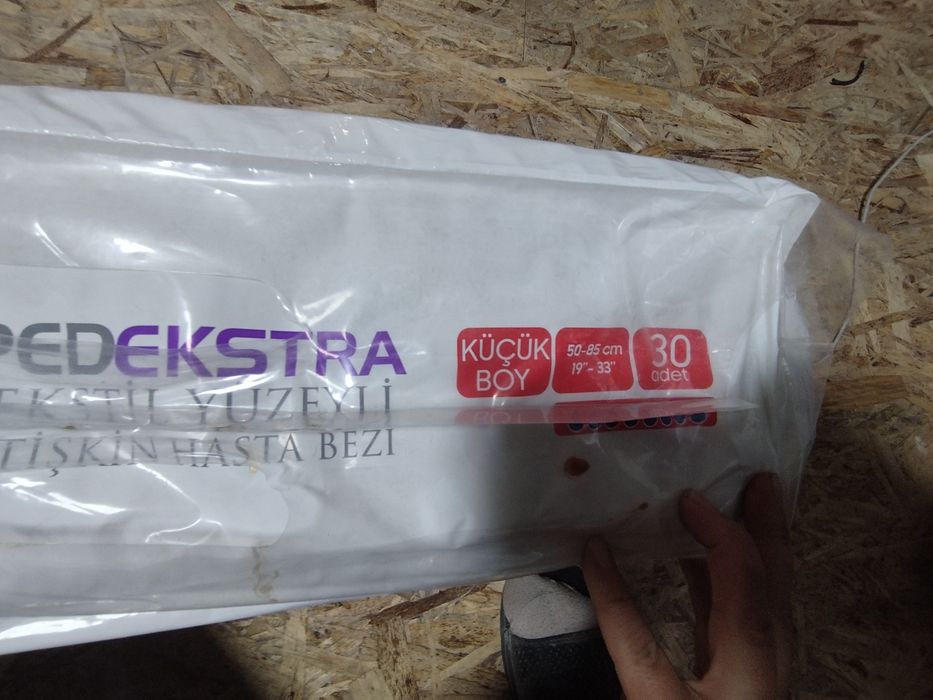 PEDEKSTRA
EKSTİL YÜZEYLİ
TİŞKİN HASTA BEZİ
KÜÇÜK
BOY
50-85 cm
19"- 33"
30
adet